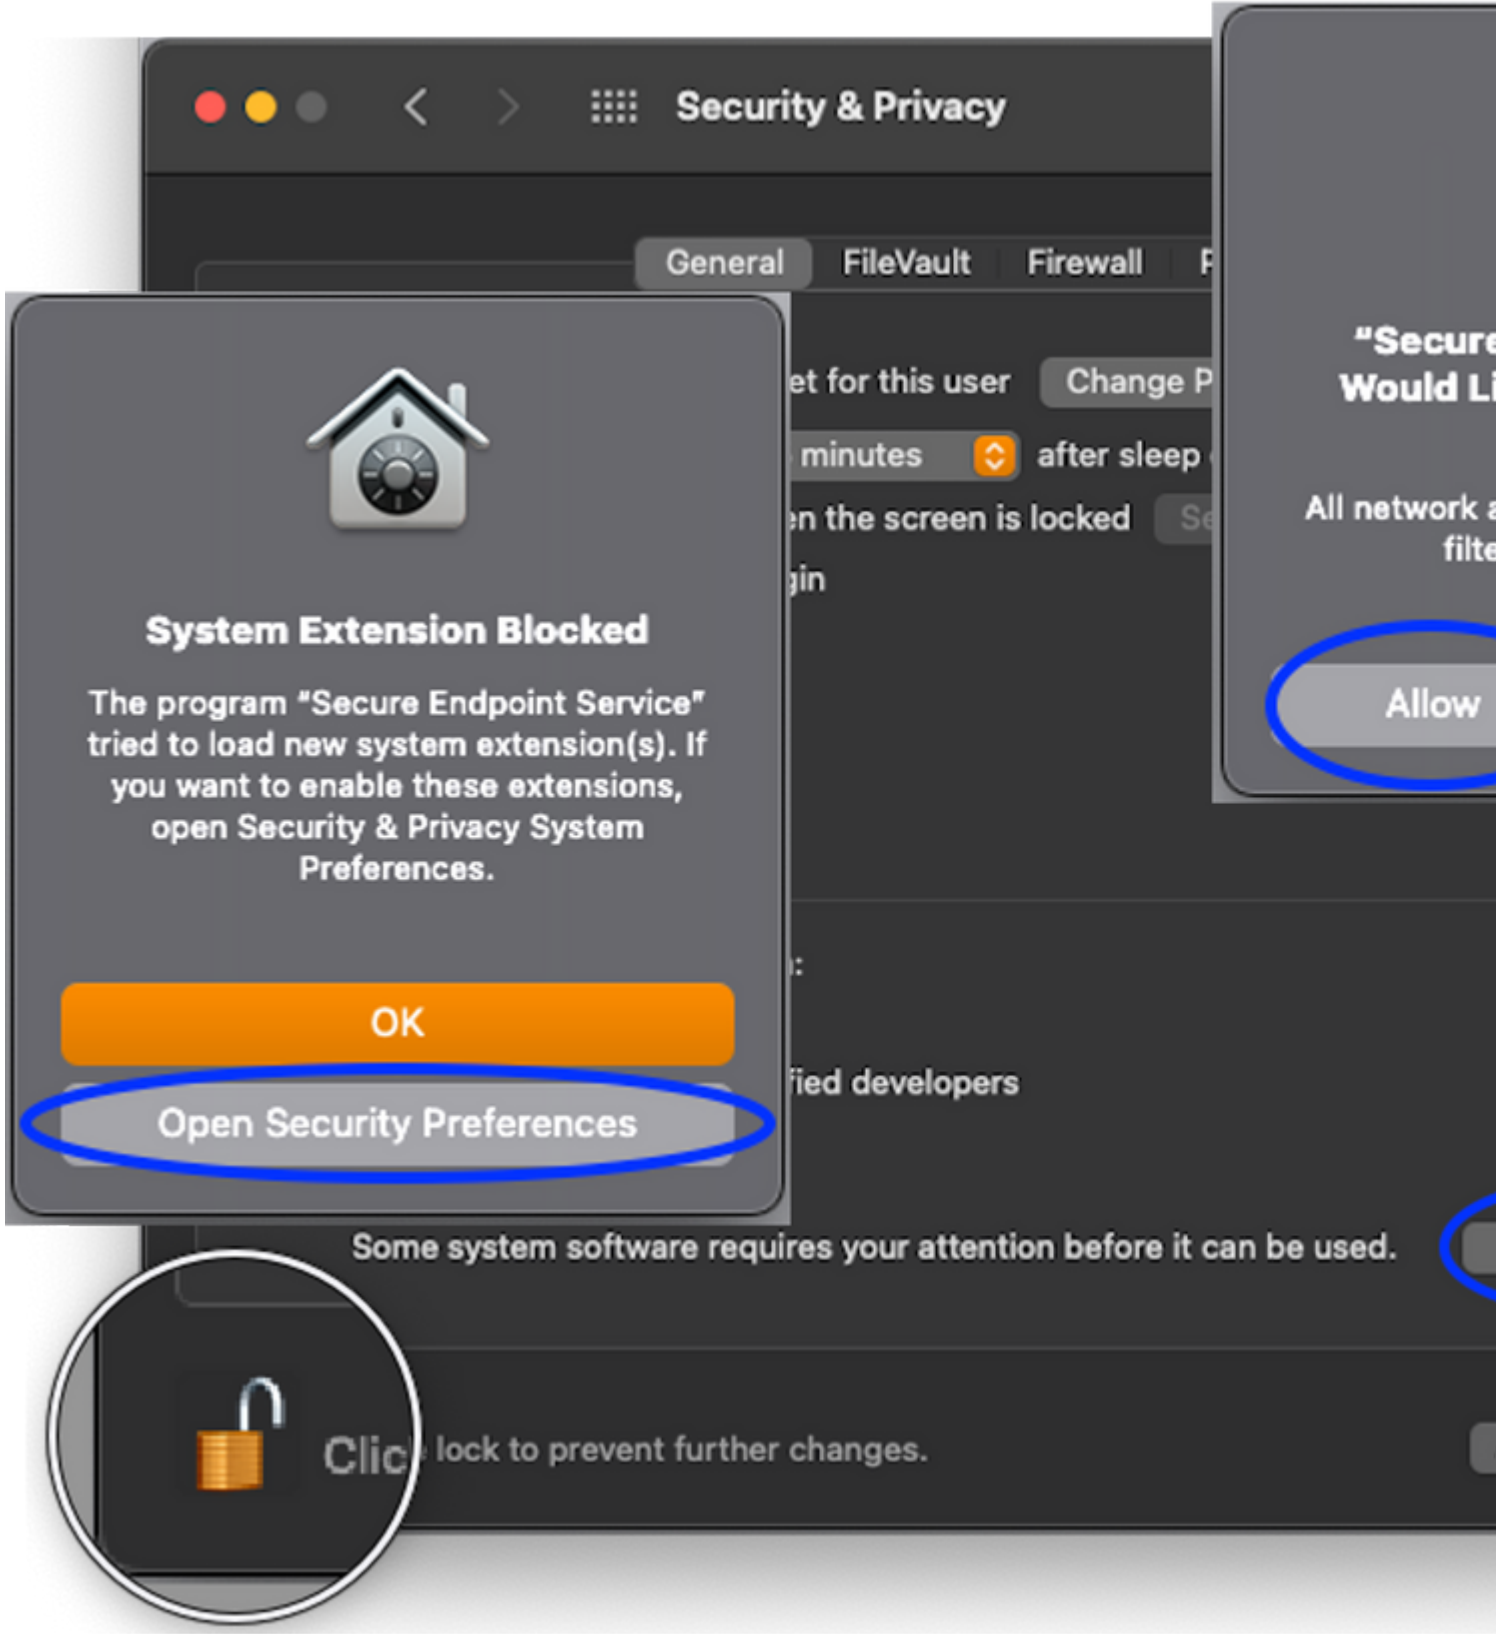 Security & Privacy
General FileVault Firewall
et for this user Change P
minutes after sleep
en the screen is locked Se
gin
fied developers
Some system software requires your attention before it can be used.
Clic lock to prevent further changes.
System Extension Blocked
The program "Secure Endpoint Service"
tried to load new system extension(s). If
you want to enable these extensions,
open Security & Privacy System
Preferences.
OK
Open Security Preferences
"Secure
Would Li
All network a
filte
Allow